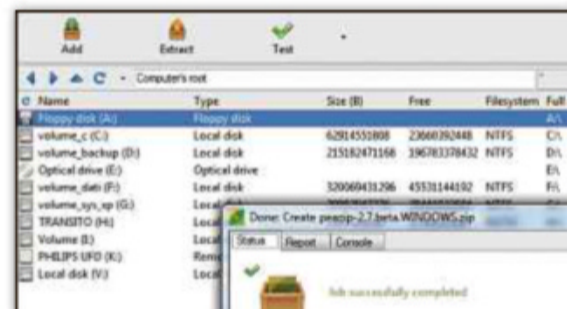 Add Extract Test
Computer's root
Name Type Size (B) Free Filesystem Full
Floppy disk (A:) Floppy disk A:\
volume_c (C:) Local disk 62914551808 23660392448 NTFS C:\
volume_backup (D:) Local disk 215182471168 196783378432 NTFS D:\
Optical drive (E:) Optical drive E:\
volume_dati (F:) Local disk 320069431296 45531144192 NTFS F:\
volume_sys_xp (G:) Local
TRANSITO (H:) Local
Volume (I:) Local
PHILIPS UFO (K:)
Local disk (V:) Local
Done: Create peazip-2.7.beta.WINDOWS.zip
Status Report Console
Job successfully completed